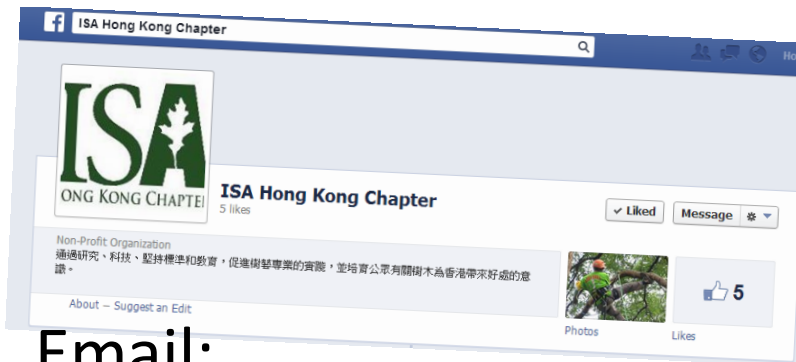 ISA Hong Kong Chapter
Ho
ISA
ONG KONG CHAPTE
ISA Hong Kong Chapter
5 likes
✓ Liked
Message
Non-Profit Organization
通過研究、科技、堅持標準和教育，促進樹藝專業的實踐，並培育公眾有關樹木為香港帶來好處的意
識。
5
About – Suggest an Edit
Photos
Likes
Email: